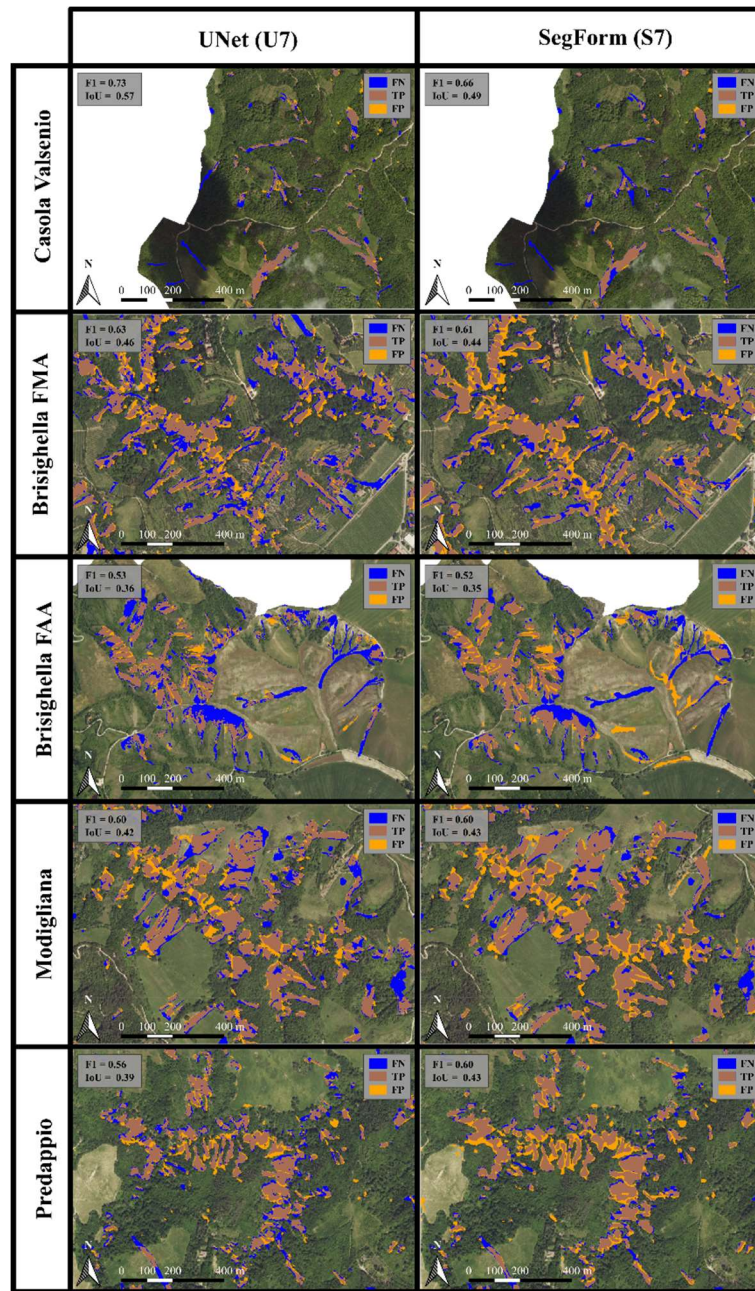 UNet (U7)
SegForm (S7)
Casola Valsenio
F1 = 0.73
IoU = 0.57
FN
TP
FP
N
0 100 200 400 m
F1 = 0.66
IoU = 0.49
FN
TP
FP
N
0 100 200 400 m
Brisighella FMA
F1 = 0.63
IoU = 0.46
FN
TP
FP
N
0 100 200 400 m
F1 = 0.61
IoU = 0.44
FN
TP
FP
N
0 100 200 400 m
Brisighella FAA
F1 = 0.53
IoU = 0.36
FN
TP
FP
N
0 100 200 400 m
F1 = 0.52
IoU = 0.35
FN
TP
FP
N
0 100 200 400 m
Modigliana
F1 = 0.60
IoU = 0.42
FN
TP
FP
N
0 100 200 400 m
F1 = 0.60
IoU = 0.43
FN
TP
FP
N
0 100 200 400 m
Predappio
F1 = 0.56
IoU = 0.39
FN
TP
FP
N
0 100 200 400 m
F1 = 0.60
IoU = 0.43
FN
TP
FP
N
0 100 200 400 m